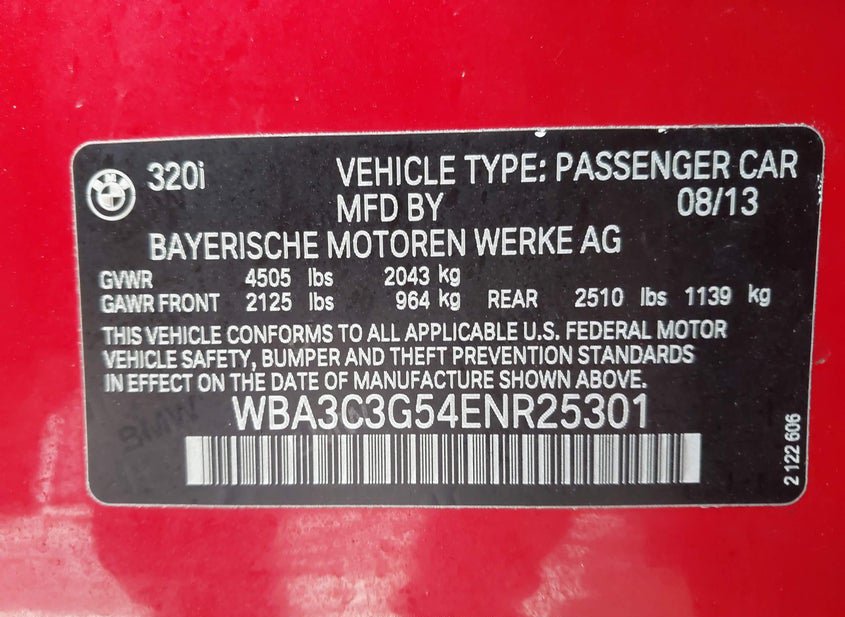 320i VEHICLE TYPE: PASSENGER CAR
MFD BY 08/13
BAYERISCHE MOTOREN WERKE AG
GVWR 4505 lbs 2043 kg
GAWR FRONT 2125 lbs 964 kg REAR 2510 lbs 1139 kg
THIS VEHICLE CONFORMS TO ALL APPLICABLE U.S. FEDERAL MOTOR
VEHICLE SAFETY, BUMPER AND THEFT PREVENTION STANDARDS
IN EFFECT ON THE DATE OF MANUFACTURE SHOWN ABOVE.
WBA3C3G54ENR25301
2 122 606